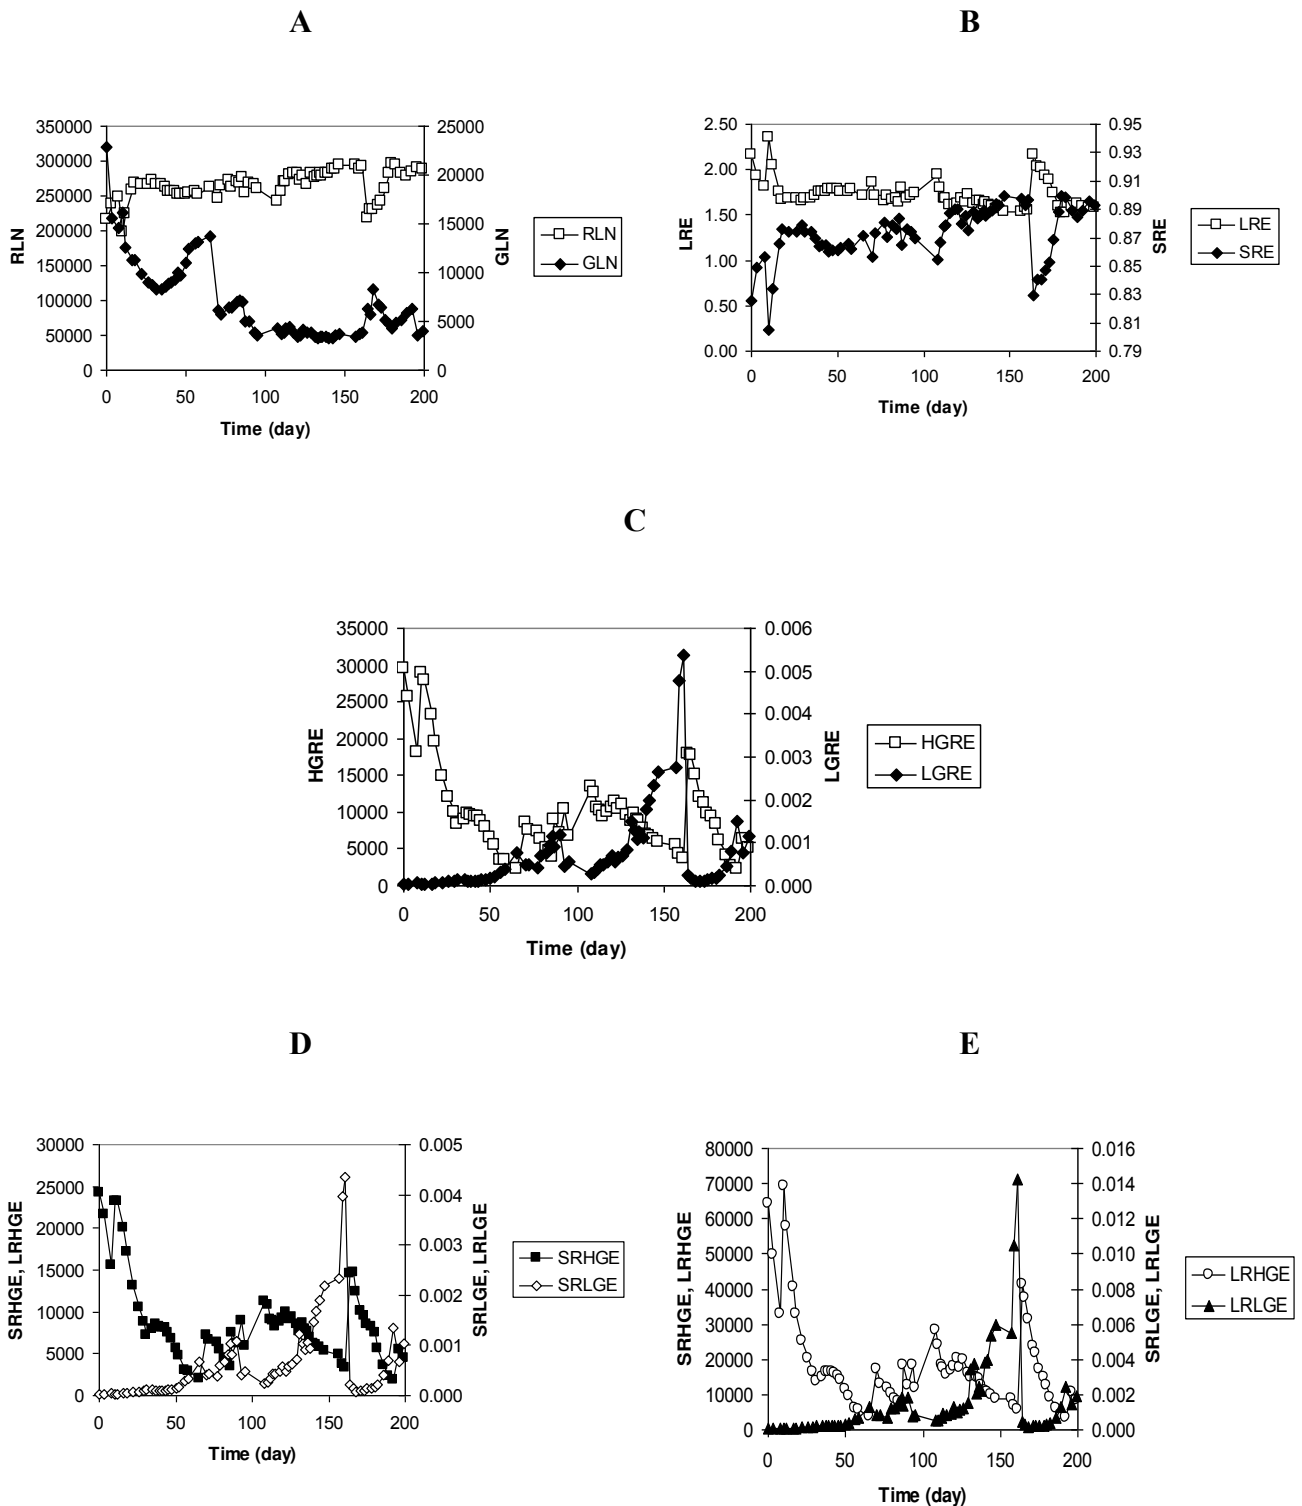 A
B
350000
300000
250000
200000
150000
100000
50000
0
RLN
25000
20000
15000
10000
5000
0
GLN
0 50 100 150 200
Time (day)
RLN
GLN
2.50
2.00
1.50
1.00
0.50
0.00
LRE
0.95
0.93
0.91
0.89
0.87
0.85
0.83
0.81
0.79
SRE
0 50 100 150 200
Time (day)
LRE
SRE
C
35000
30000
25000
20000
15000
10000
5000
0
HGRE
0.006
0.005
0.004
0.003
0.002
0.001
0.000
LGRE
0 50 100 150 200
Time (day)
HGRE
LGRE
D
E
30000
25000
20000
15000
10000
5000
0
SRHGE, LRHGE
0.005
0.004
0.003
0.002
0.001
0.000
SRLGE, LRLGE
0 50 100 150 200
Time (day)
SRHGE
SRLGE
80000
70000
60000
50000
40000
30000
20000
10000
0
SRHGE, LRHGE
0.016
0.014
0.012
0.010
0.008
0.006
0.004
0.002
0.000
SRLGE, LRLGE
0 50 100 150 200
Time (day)
LRHGE
LRLGE